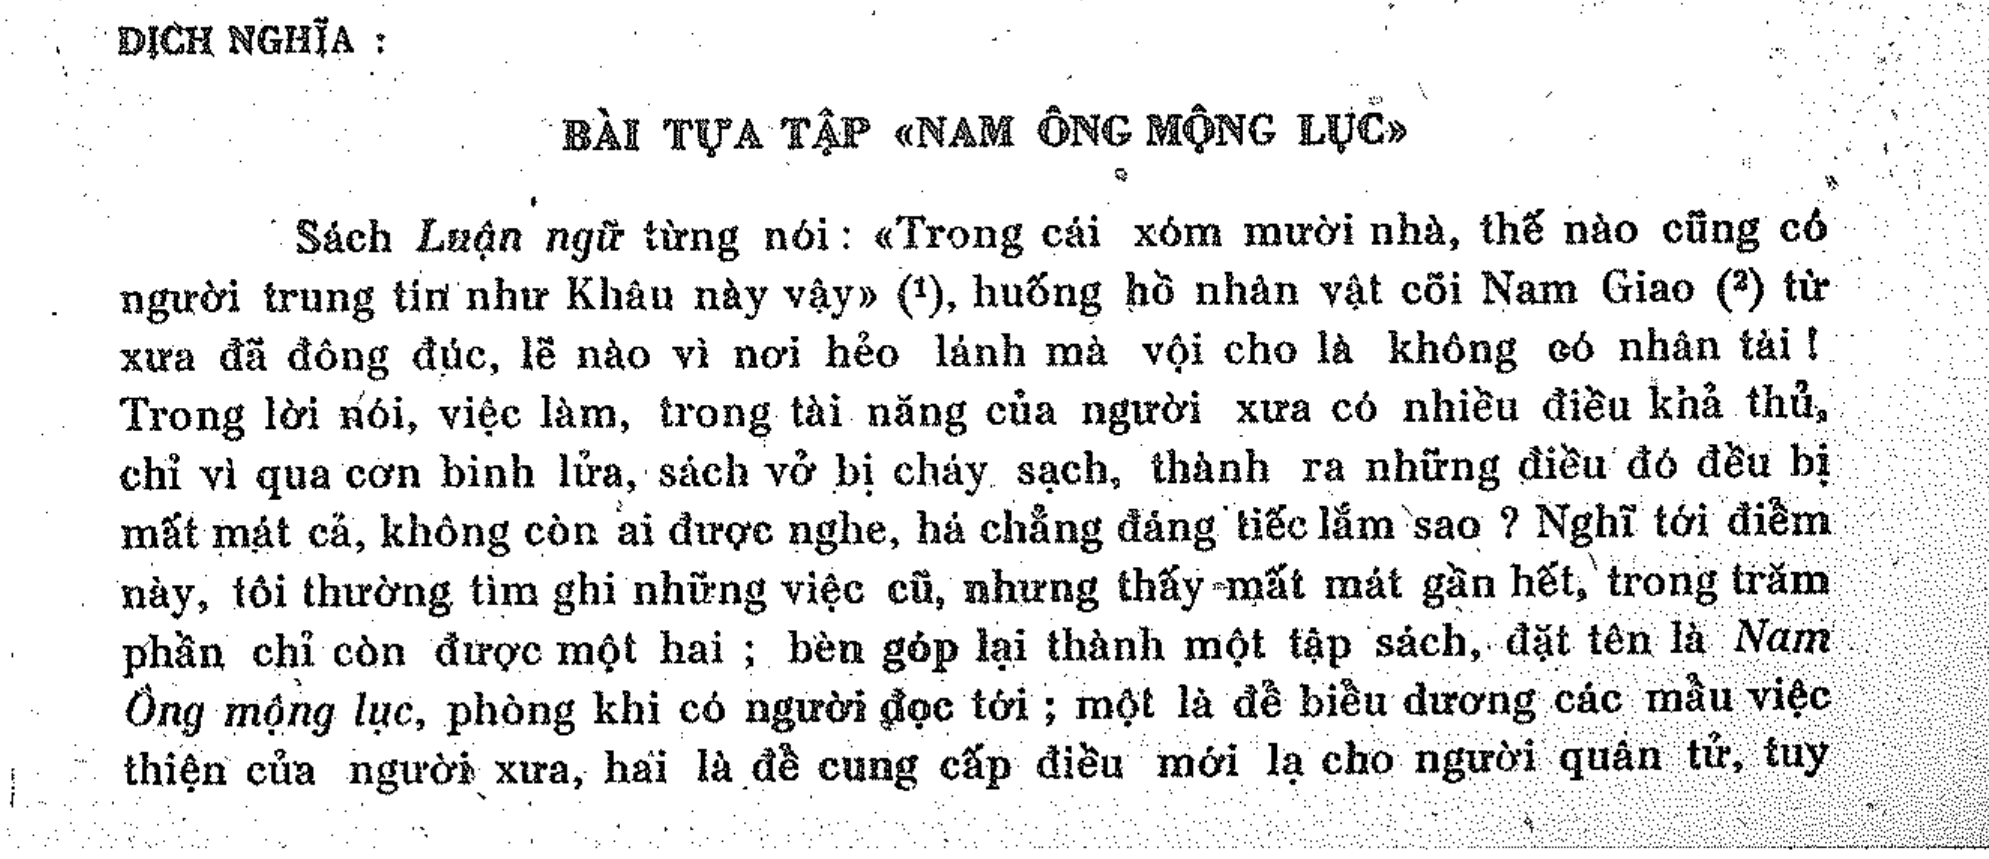 DỊCH NGHĨA :
BÀI TỰA TẬP «NAM ÔNG MỘNG LỤC»
Sách Luận ngữ từng nói : «Trong cái xóm mười nhà, thế nào cũng có
người trung tín như Khâu này vậy» (¹), huống hồ nhân vật cõi Nam Giao (²) từ
xưa đã đông đúc, lẽ nào vì nơi hẻo lánh mà vội cho là không có nhân tài !
Trong lời nói, việc làm, trong tài năng của người xưa có nhiều điều khả thủ,
chỉ vì qua cơn binh lửa, sách vở bị cháy sạch, thành ra những điều đó đều bị
mất mát cả, không còn ai được nghe, há chẳng đáng tiếc lắm sao ? Nghĩ tới điểm
này, tôi thường tìm ghi những việc cũ, nhưng thấy mất mát gần hết, trong trăm
phần chỉ còn được một hai ; bèn góp lại thành một tập sách, đặt tên là Nam
Ông mộng lục, phòng khi có người đọc tới ; một là để biểu dương các mẩu việc
thiện của người xưa, hai là để cung cấp điều mới lạ cho người quân tử, tuy